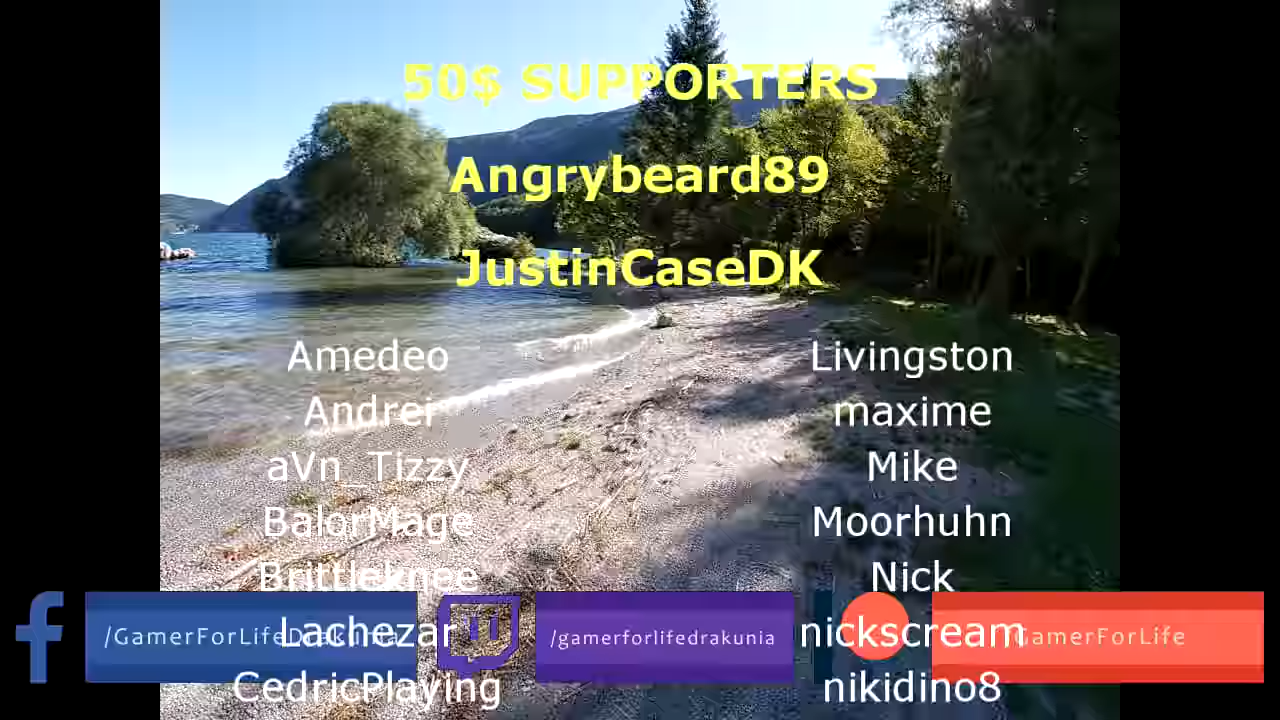 50$ SUPPORTERS
Angrybeard89
JustinCaseDK
Amedeo
Livingston
Andrei
maxime
aVn_Tizzy
Mike
BalorMage
Moorhuhn
Brittleknee
Nick
Lachezar
nickscream
/GamerForLifeDrakunia
/gamerforlifedrakunia
/GamerForLife
CedricPlaying
nikidino8